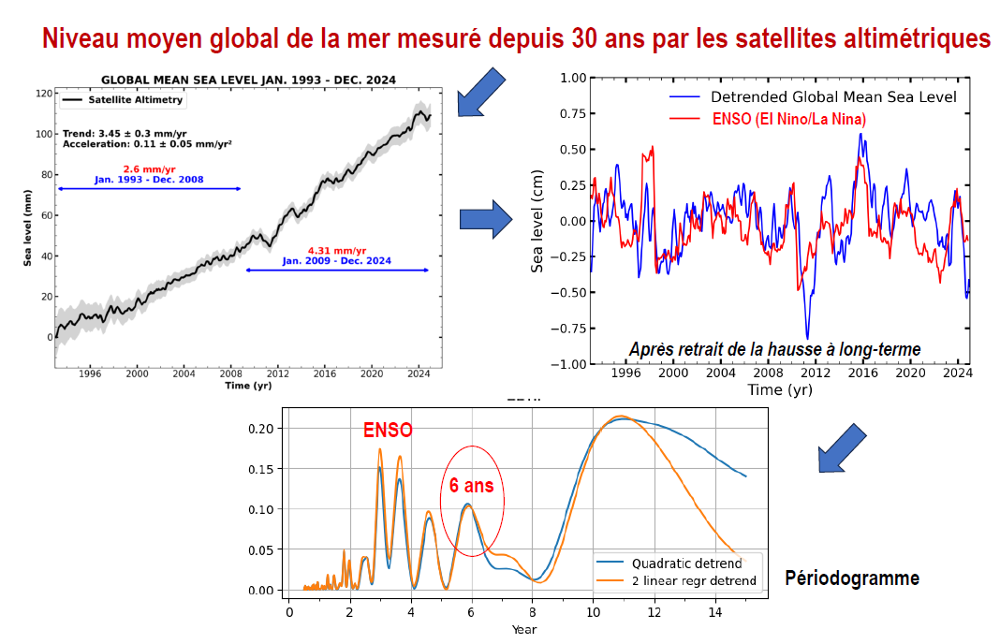 Niveau moyen global de la mer mesuré depuis 30 ans par les satellites altimétriques
GLOBAL MEAN SEA LEVEL JAN. 1993 - DEC. 2024
Satellite Altimetry
Trend: 3.45 ± 0.3 mm/yr
Acceleration: 0.11 ± 0.05 mm/yr²
2.6 mm/yr
Jan. 1993 - Dec. 2008
4.31 mm/yr
Jan. 2009 - Dec. 2024
Sea level (mm)
120
100
80
60
40
20
0
1996 2000 2004 2008 2012 2016 2020 2024
Time (yr)
Detrended Global Mean Sea Level
ENSO (El Nino/La Nina)
Sea level (cm)
1.00
0.75
0.50
0.25
0.00
−0.25
−0.50
−0.75
−1.00
Après retrait de la hausse à long-terme
1996 2000 2004 2008 2012 2016 2020 2024
Time (yr)
ENSO
6 ans
0.20
0.15
0.10
0.05
0.00
Quadratic detrend
2 linear regr detrend
0 2 4 6 8 10 12 14
Year
Périodogramme